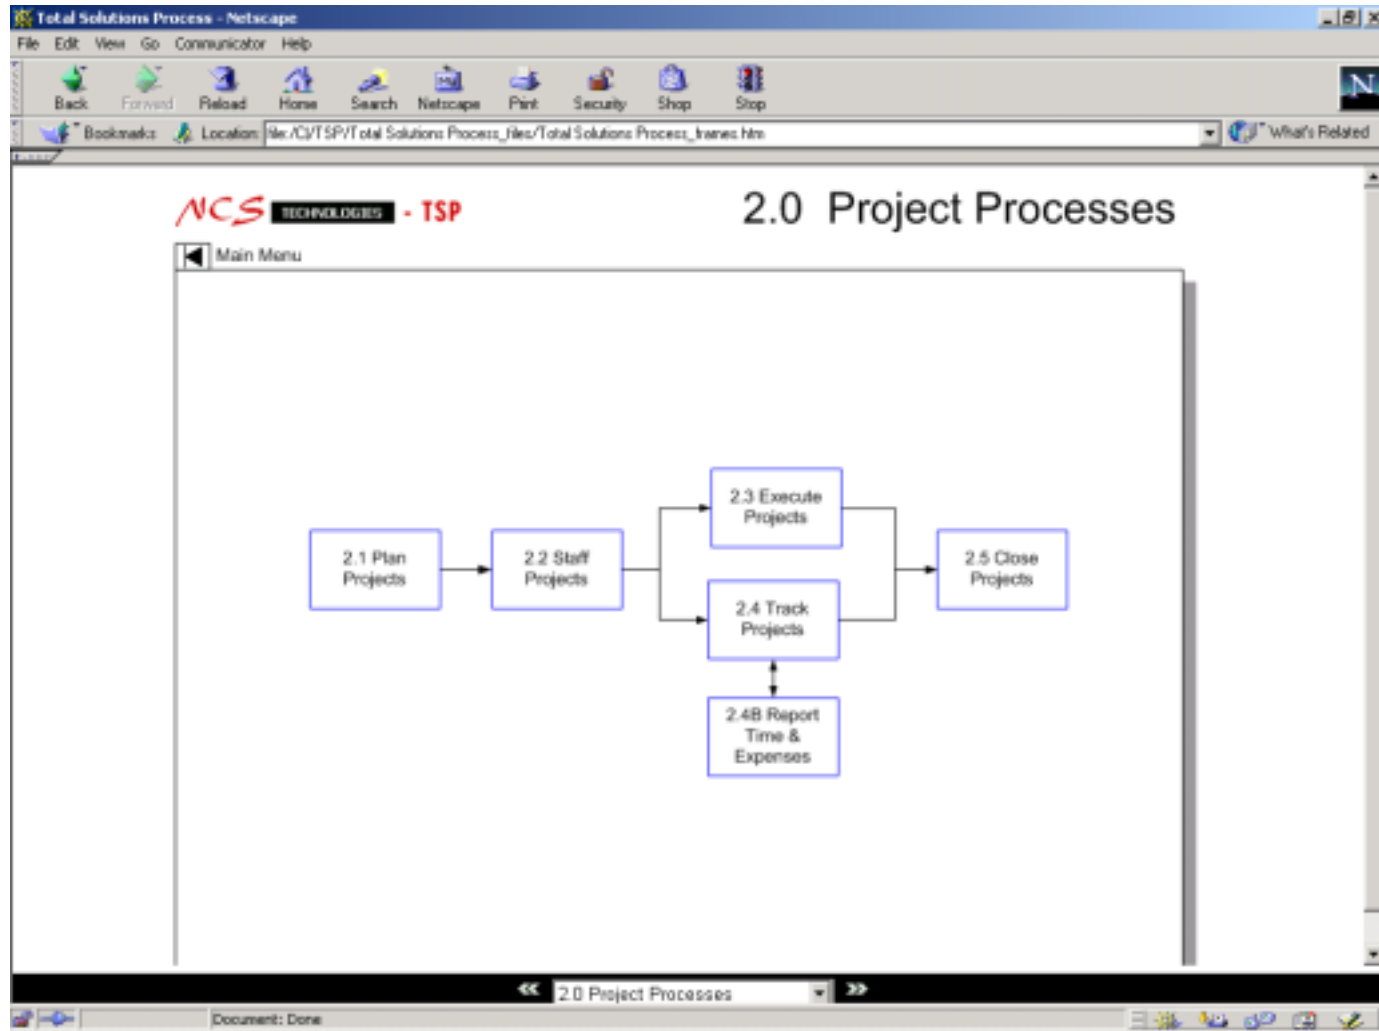 Total Solutions Process - Netscape
File Edit View Go Communicator Help
Back Forward Reload Home Search Netscape Print Security Shop Stop
N
Bookmarks Location: file:/C|/TSP/Total Solutions Process_files/Total Solutions Process_frames.htm What's Related
NCS TECHNOLOGIES - TSP
2.0 Project Processes
Main Menu
2.1 Plan
Projects
2.2 Staff
Projects
2.3 Execute
Projects
2.4 Track
Projects
2.4B Report
Time &
Expenses
2.5 Close
Projects
<< 2.0 Project Processes >>
Document: Done